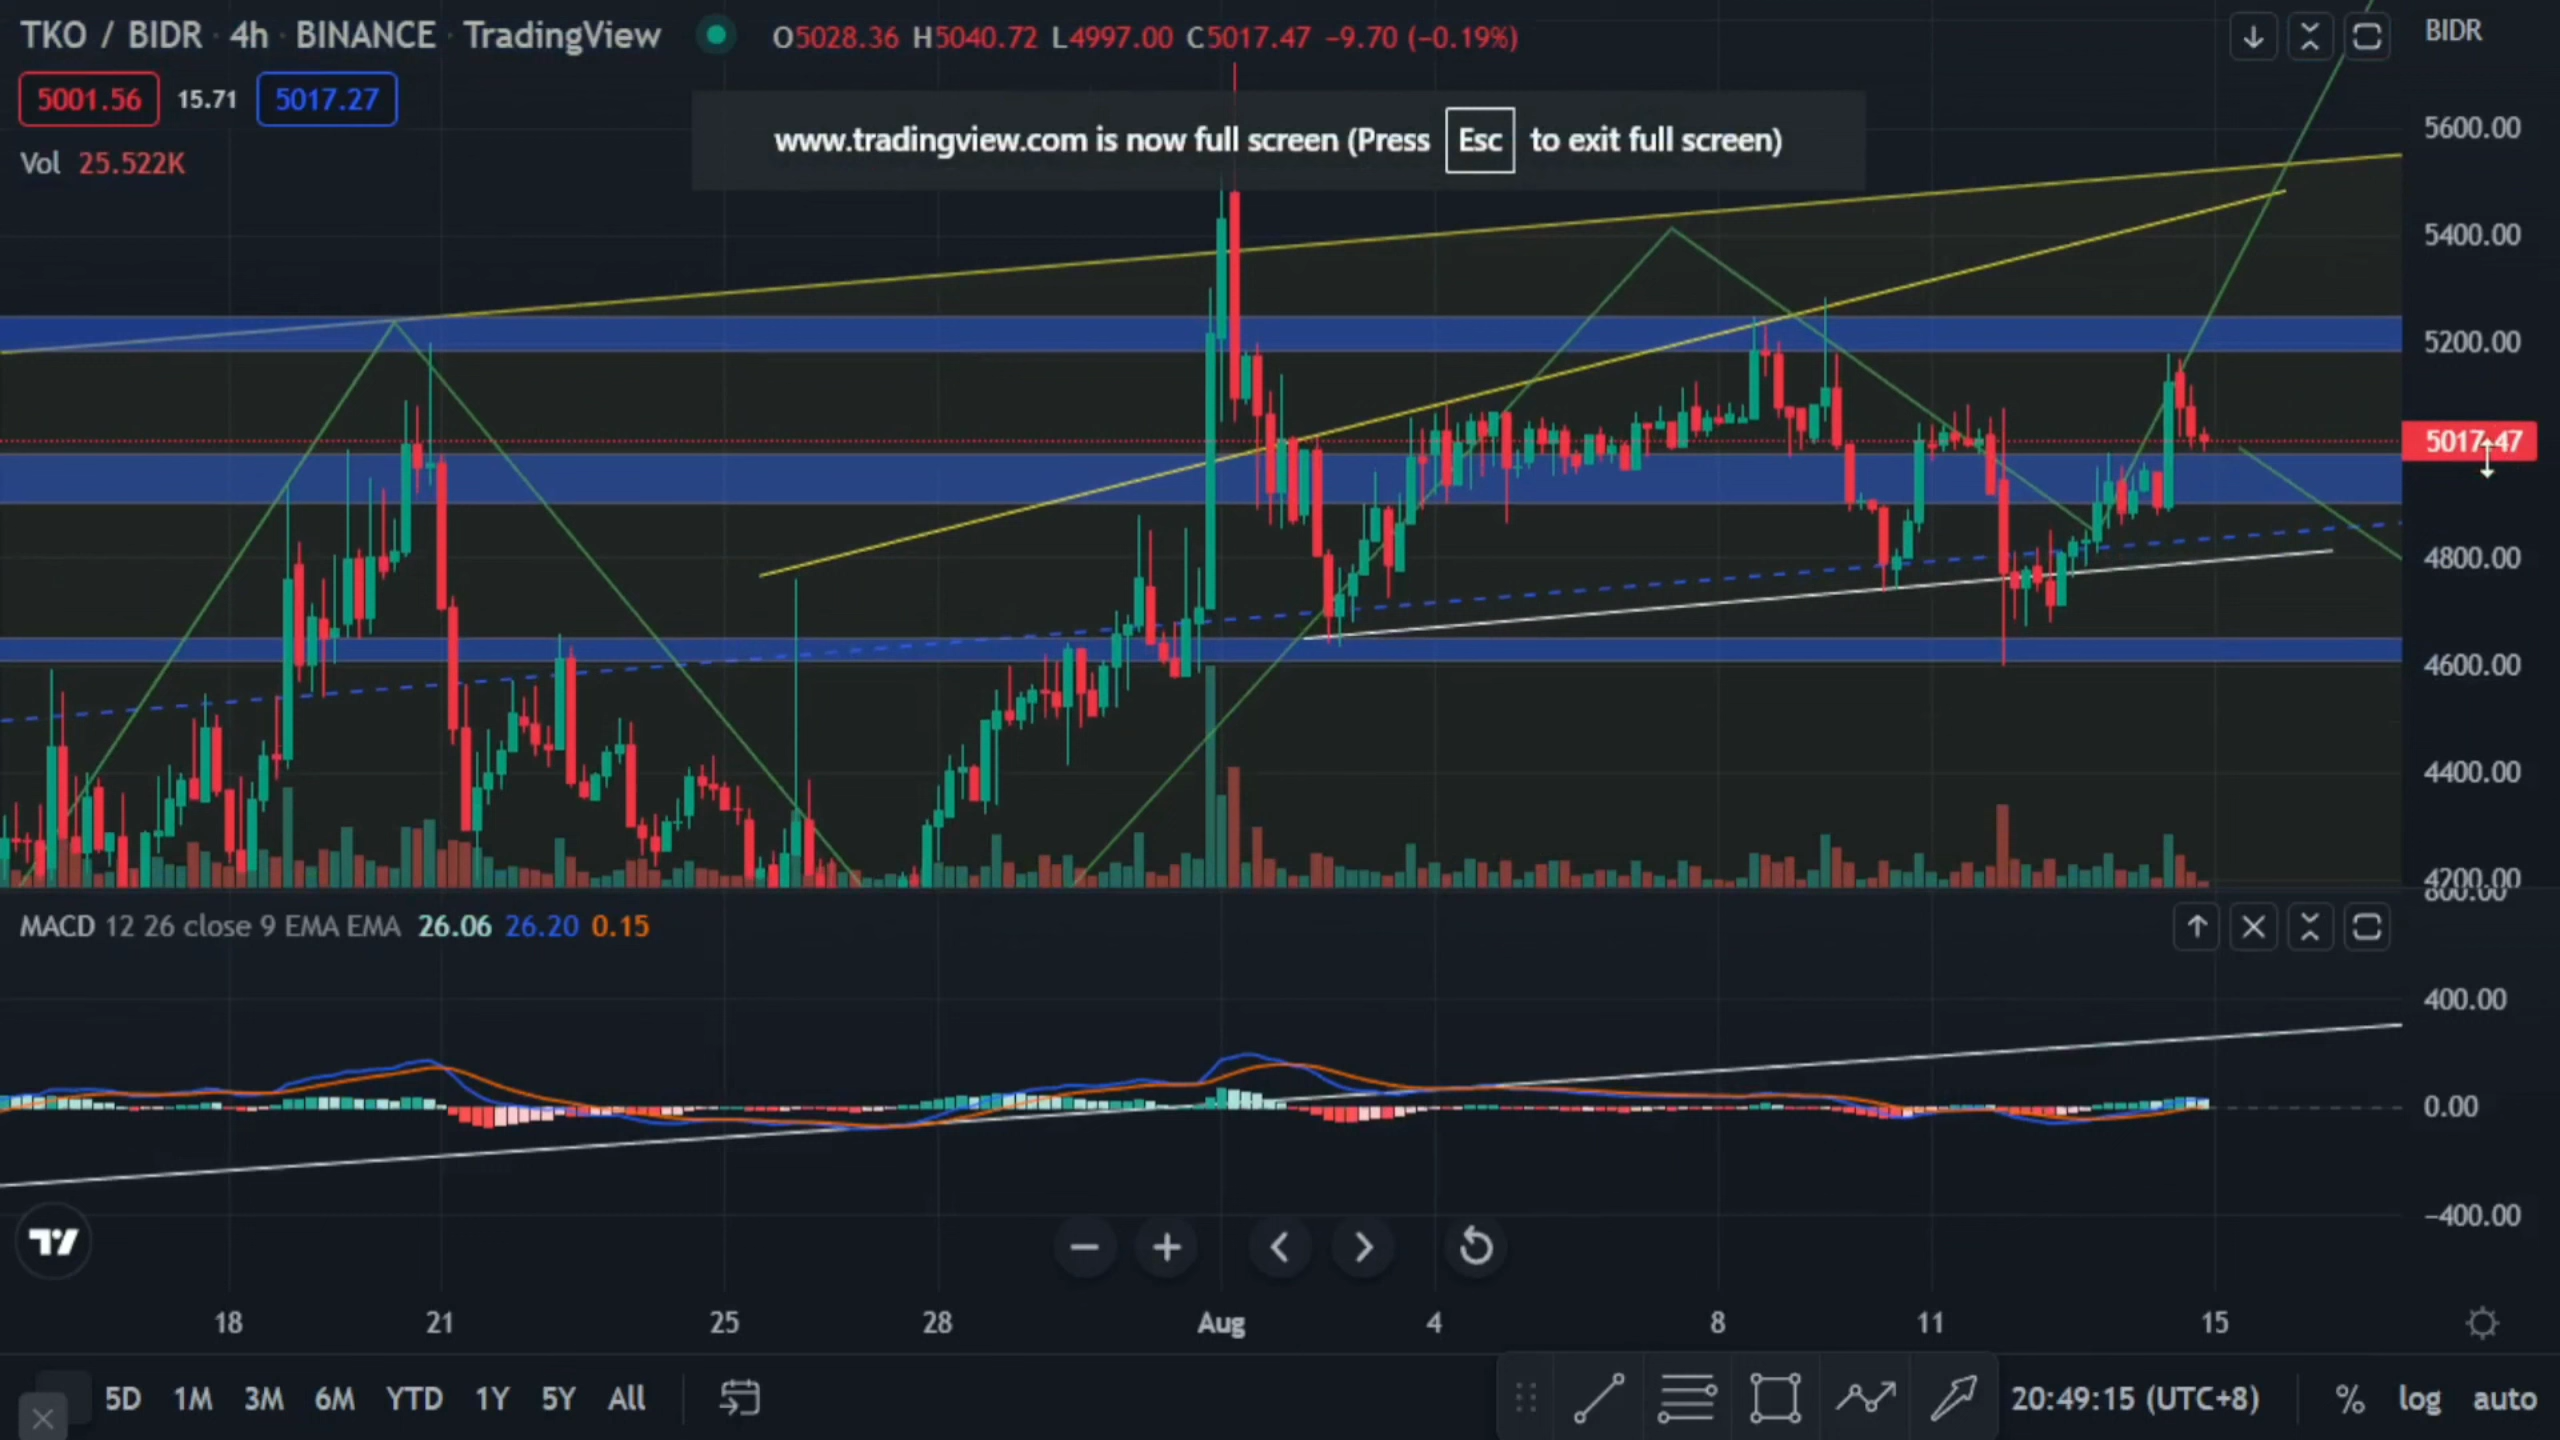 TKO / BIDR · 4h · BINANCE · TradingView O5028.36 H5040.72 L4997.00 C5017.47 −9.70 (−0.19%)
BIDR
5001.56 15.71 5017.27
www.tradingview.com is now full screen (Press Esc to exit full screen)
Vol 25.522K
5600.00
5400.00
5200.00
5017.47
4800.00
4600.00
4400.00
4200.00
800.00
MACD 12 26 close 9 EMA EMA 26.06 26.20 0.15
400.00
0.00
−400.00
18 21 25 28 Aug 4 8 11 15
5D 1M 3M 6M YTD 1Y 5Y All 20:49:15 (UTC+8) % log auto